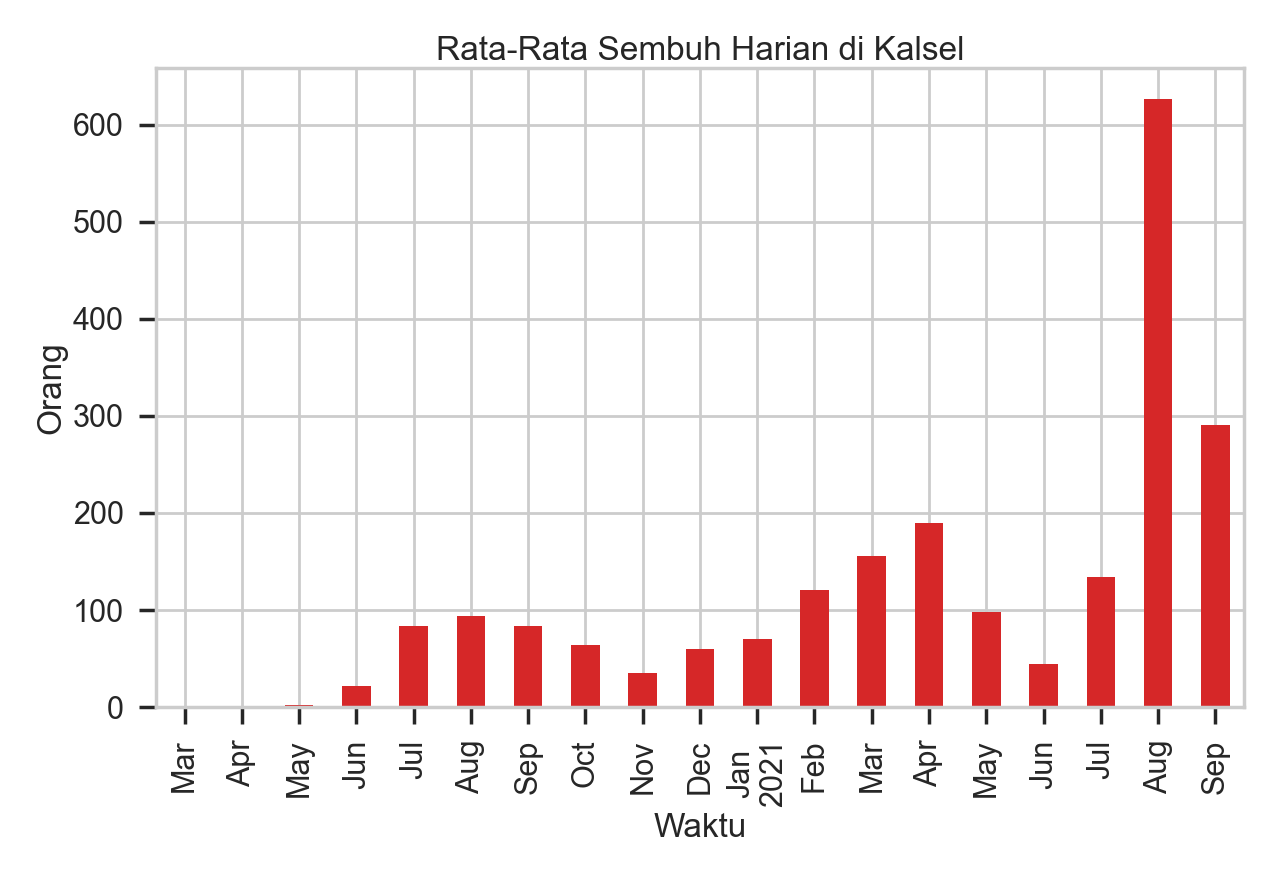 Rata-Rata Sembuh Harian di Kalsel
600
500
400
300
200
100
0
Orang
Mar
Apr
May
Jun
Jul
Aug
Sep
Oct
Nov
Dec
Jan
2021
Feb
Mar
Apr
May
Jun
Jul
Aug
Sep
Waktu